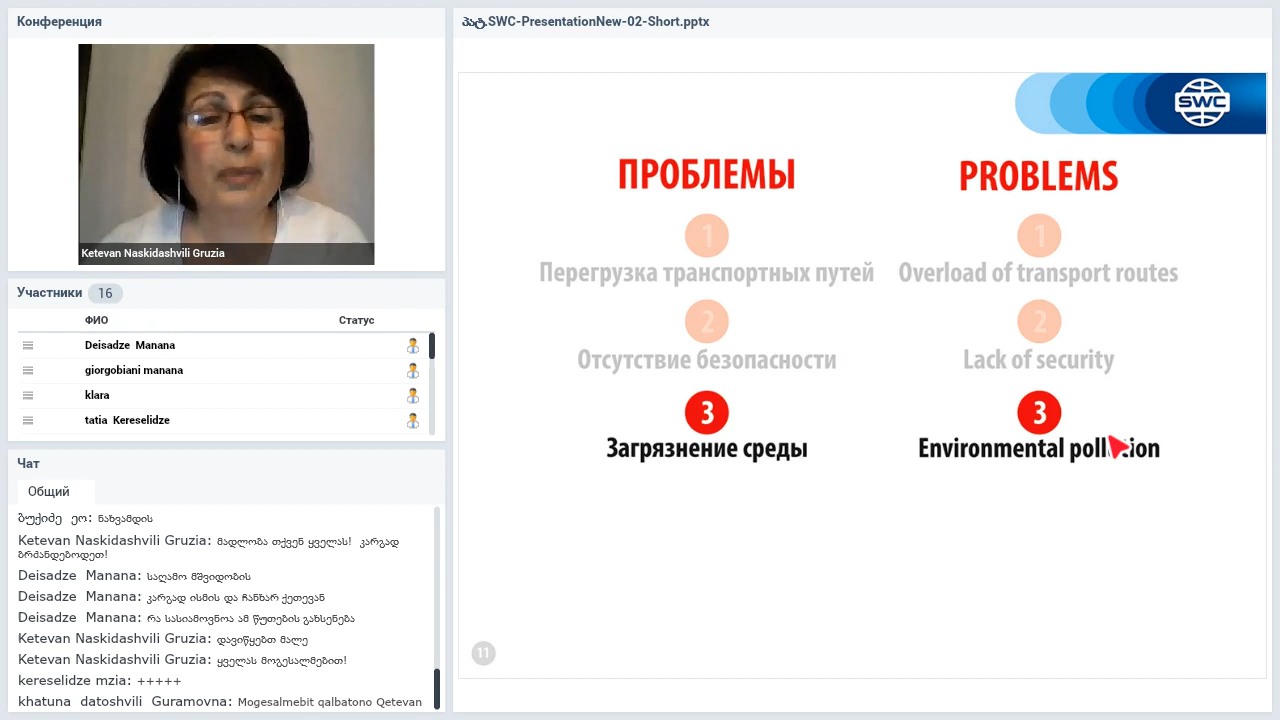 Конференция
Ketevan Naskidashvili Gruzia
Участники 16
ФИО Статус
Deisadze Manana
giorgobiani manana
klara
tatia Kereselidze
Чат
Общий
ბუქიძე ეო: ნახვამდის
Ketevan Naskidashvili Gruzia: მადლობა თქვენ ყველას! კარგად
ბრძანდებოდეთ!
Deisadze Manana: საღამო მშვიდობის
Deisadze Manana: კარგად ისმის და ჩანხარ ქეთევან
Deisadze Manana: რა სასიამოვნოა ამ წუთების გახსენება
Ketevan Naskidashvili Gruzia: დავიწყებთ მალე
Ketevan Naskidashvili Gruzia: ყველას მოგესალმებით!
kereselidze mzia: +++++
khatuna datoshvili Guramovna: Mogesalmebit qalbatono Qetevan
პატ.SWC-PresentationNew-02-Short.pptx
SWC
ПРОБЛЕМЫ
1
Перегрузка транспортных путей
2
Отсутствие безопасности
3
Загрязнение среды
PROBLEMS
1
Overload of transport routes
2
Lack of security
3
Environmental pollution
11